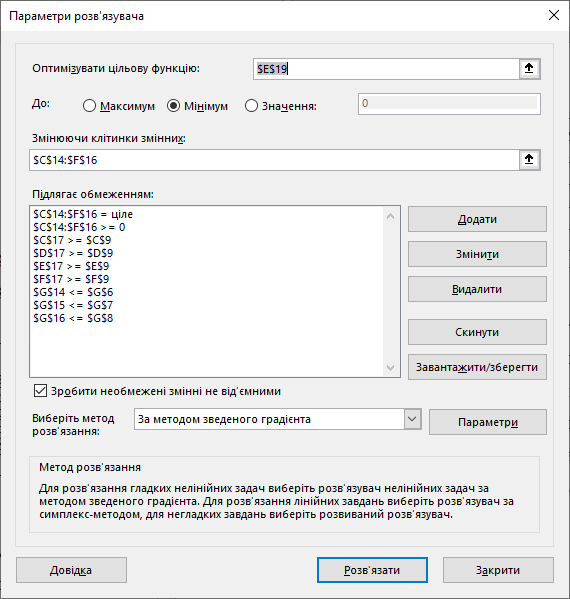 Параметри розв'язувача
Оптимізувати цільову функцію:
$E$19
До:
Максимум
Мінімум
Значення:
0
Змінюючи клітинки змінних:
$C$14:$F$16
Підлягає обмеженням:
$C$14:$F$16 = ціле
$C$14:$F$16 >= 0
$C$17 >= $C$9
$D$17 >= $D$9
$E$17 >= $E$9
$F$17 >= $F$9
$G$14 <= $G$6
$G$15 <= $G$7
$G$16 <= $G$8
Додати
Змінити
Видалити
Скинути
Завантажити/зберегти
Зробити необмежені змінні не від'ємними
Виберіть метод
розв'язання:
За методом зведеного градієнта
Параметри
Метод розв'язання
Для розв'язання гладких нелінійних задач виберіть розв'язувач нелінійних задач за
методом зведеного градієнта. Для розв'язання лінійних завдань виберіть розв'язувач за
симплекс-методом, для негладких завдань виберіть розвиваний розв'язувач.
Довідка
Розв'язати
Закрити